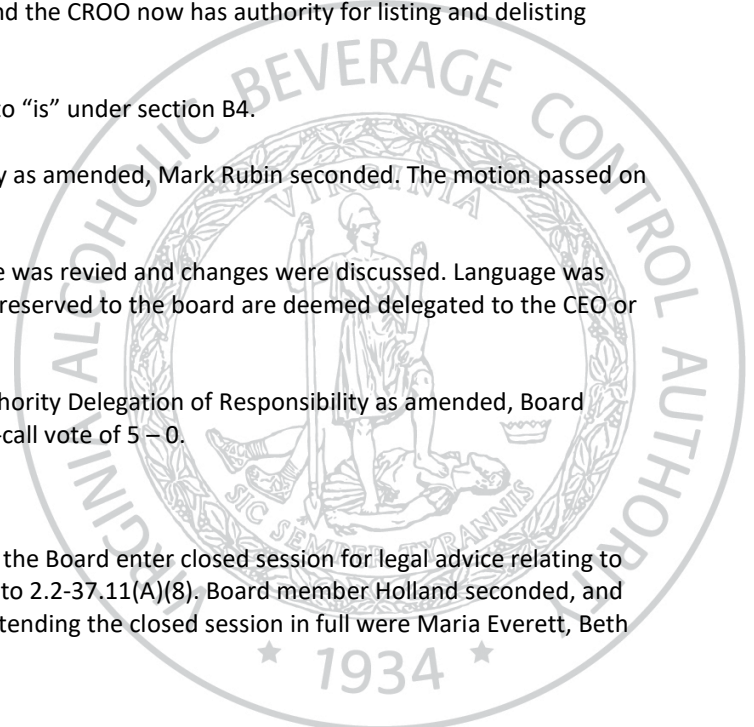 nd the CROO now has authority for listing and delisting
to “is” under section B4.
y as amended, Mark Rubin seconded. The motion passed on
e was revied and changes were discussed. Language was
reserved to the board are deemed delegated to the CEO or
hority Delegation of Responsibility as amended, Board
-call vote of 5 – 0.
the Board enter closed session for legal advice relating to
to 2.2-37.11(A)(8). Board member Holland seconded, and
tending the closed session in full were Maria Everett, Beth
VIRGINIA ALCOHOLIC BEVERAGE CONTROL AUTHORITY
VIRGINIA
SIC SEMPER TYRANNIS
★ 1934 ★